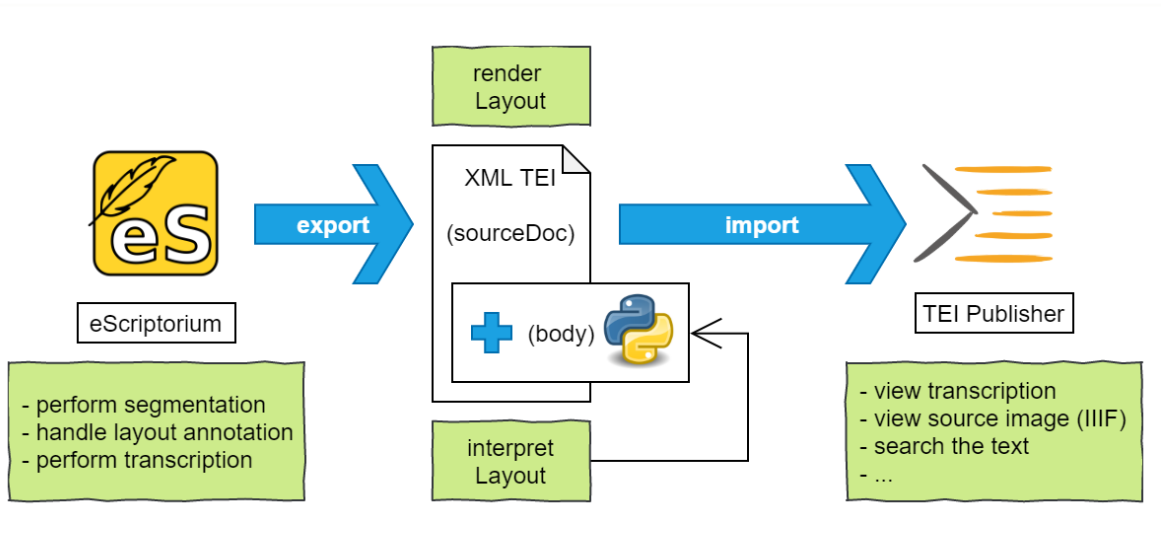 eS
export
eScriptorium
- perform segmentation
- handle layout annotation
- perform transcription
render
Layout
XML TEI
(sourceDoc)
(body)
interpret
Layout
import
TEI Publisher
- view transcription
- view source image (IIIF)
- search the text
- ...